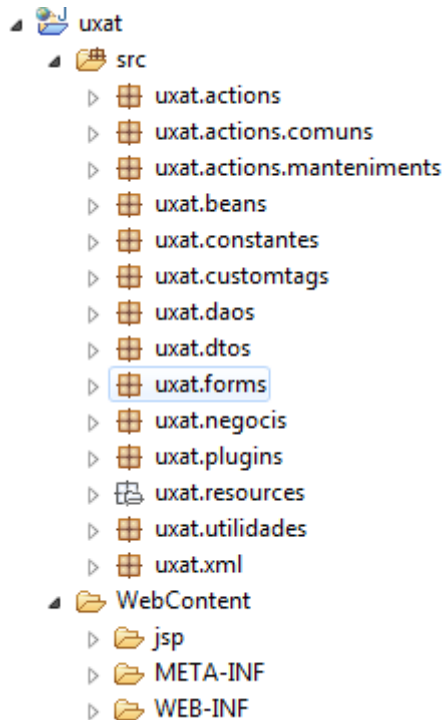 uxat
src
uxat.actions
uxat.actions.comuns
uxat.actions.manteniments
uxat.beans
uxat.constantes
uxat.customtags
uxat.daos
uxat.dtos
uxat.forms
uxat.negocis
uxat.plugins
uxat.resources
uxat.utilidades
uxat.xml
WebContent
jsp
META-INF
WEB-INF